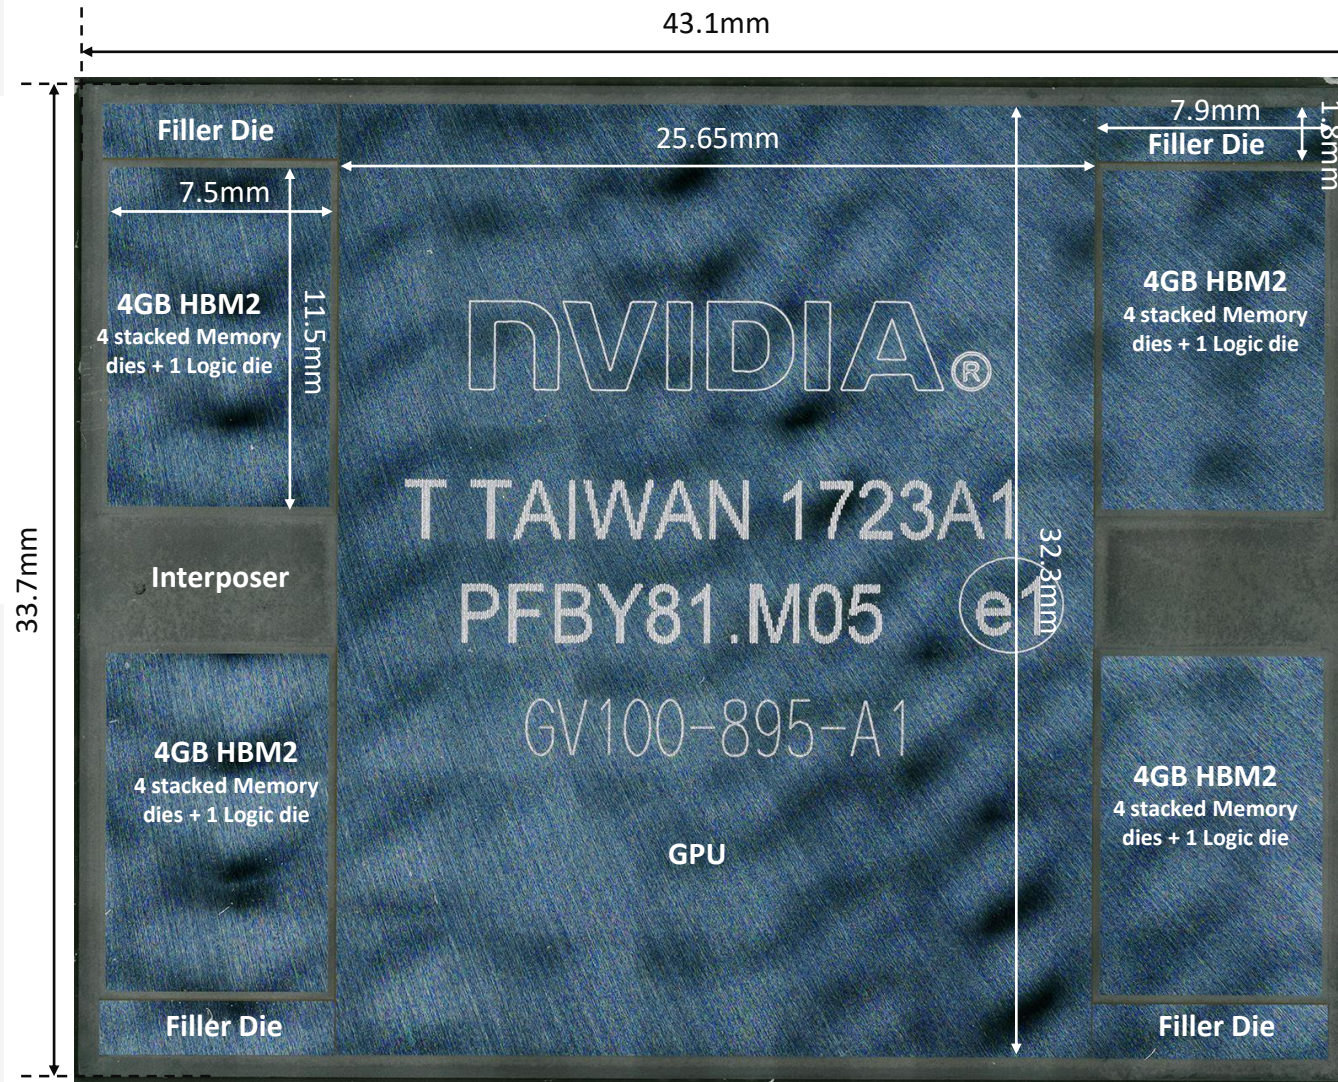 43.1mm
Filler Die
25.65mm
7.9mm
Filler Die
1.8mm
7.5mm
11.5mm
4GB HBM2
4 stacked Memory
dies + 1 Logic die
4GB HBM2
4 stacked Memory
dies + 1 Logic die
nVIDIA®
T TAIWAN 1723A1
33.7mm
Interposer
PFBY81.M05 e1
32.3mm
GV100-895-A1
4GB HBM2
4 stacked Memory
dies + 1 Logic die
4GB HBM2
4 stacked Memory
dies + 1 Logic die
GPU
Filler Die
Filler Die